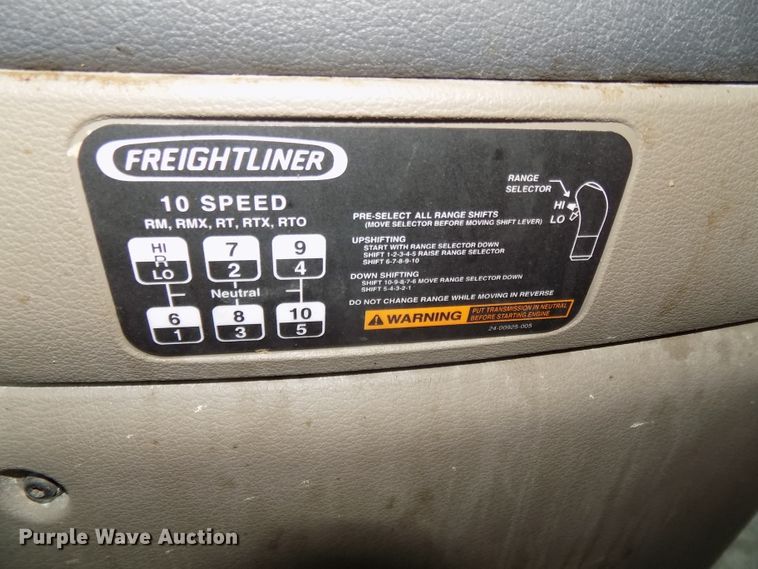 FREIGHTLINER
10 SPEED
RM, RMX, RT, RTX, RTO
HI
R
LO
7
2
9
4
Neutral
6
1
8
3
10
5
PRE-SELECT ALL RANGE SHIFTS
(MOVE SELECTOR BEFORE MOVING SHIFT LEVER)
UPSHIFTING
START WITH RANGE SELECTOR DOWN
SHIFT 1-2-3-4-5 RAISE RANGE SELECTOR
SHIFT 6-7-8-9-10
DOWN SHIFTING
SHIFT 10-9-8-7-6 MOVE RANGE SELECTOR DOWN
SHIFT 5-4-3-2-1
DO NOT CHANGE RANGE WHILE MOVING IN REVERSE
WARNING
PUT TRANSMISSION IN NEUTRAL
BEFORE STARTING ENGINE
24-00925-005
RANGE
SELECTOR
HI
LO
Purple Wave Auction